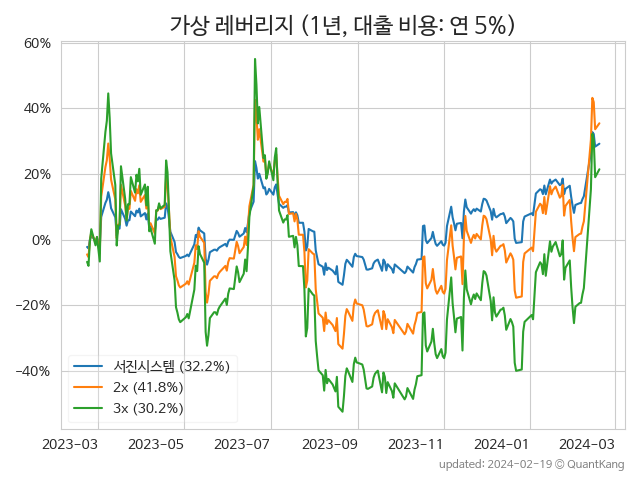 가상 레버리지 (1년, 대출 비용: 연 5%)
60%
40%
20%
0%
−20%
−40%
서진시스템 (32.2%)
2x (41.8%)
3x (30.2%)
2023-03 2023-05 2023-07 2023-09 2023-11 2024-01 2024-03
updated: 2024-02-19 © QuantKang